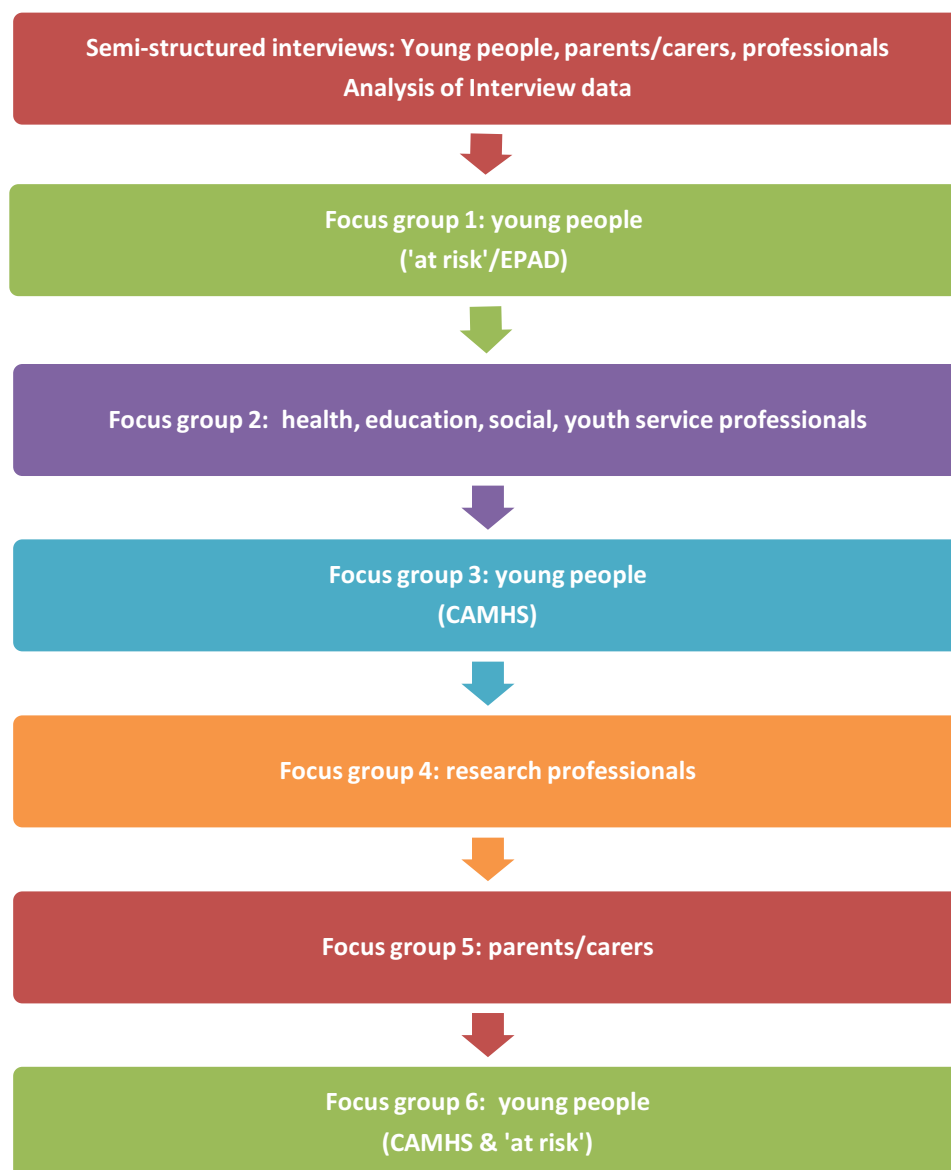 Semi-structured interviews: Young people, parents/carers, professionals
Analysis of Interview data
Focus group 1: young people
('at risk'/EPAD)
Focus group 2:  health, education, social, youth service professionals
Focus group 3: young people
(CAMHS)
Focus group 4: research professionals
Focus group 5: parents/carers
Focus group 6:  young people
(CAMHS & 'at risk')